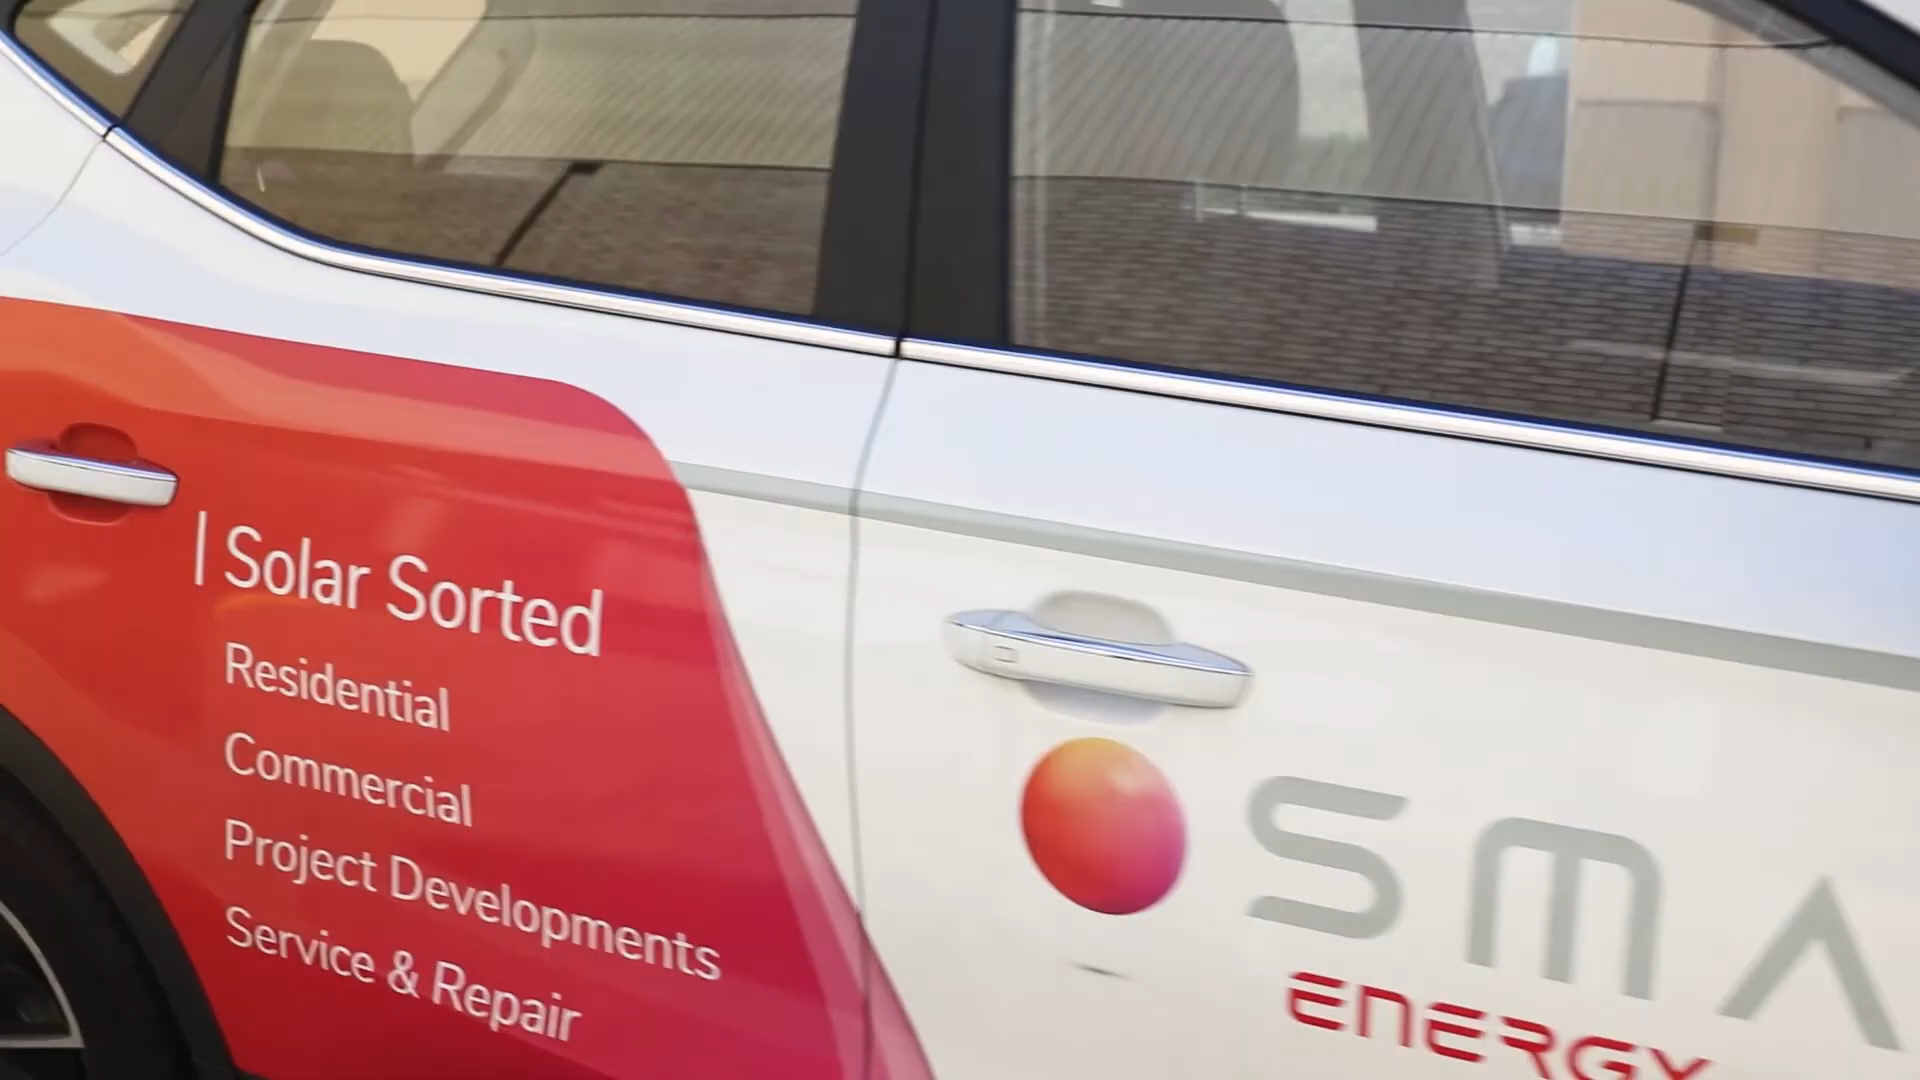 | Solar Sorted
Residential
Commercial
Project Developments
Service & Repair
SMA
ENERGY